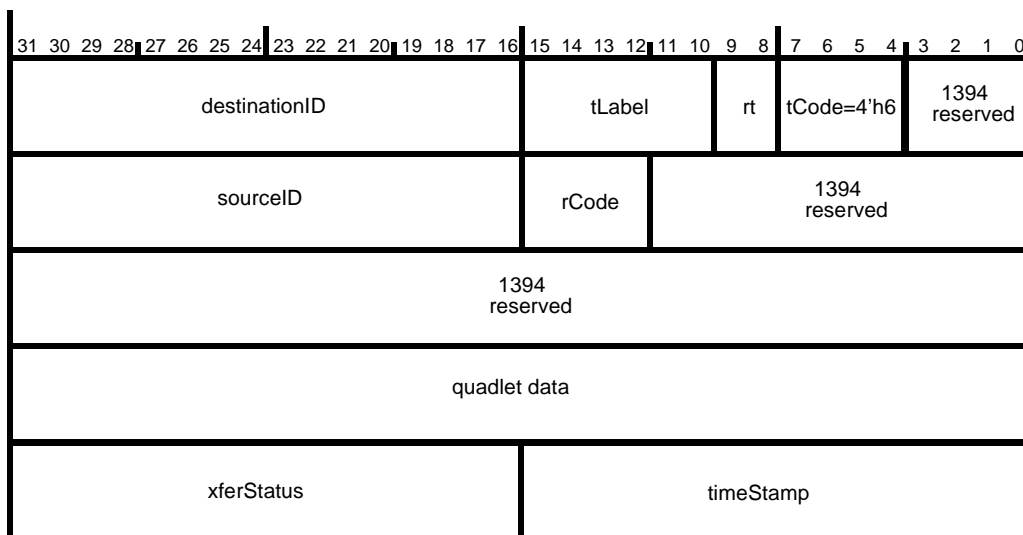 31 30 29 28 27 26 25 24 23 22 21 20 19 18 17 16 15 14 13 12 11 10 9 8 7 6 5 4 3 2 1 0
destinationID tLabel rt tCode=4'h6 1394
reserved
sourceID rCode 1394
reserved
1394
reserved
quadlet data
xferStatus timeStamp